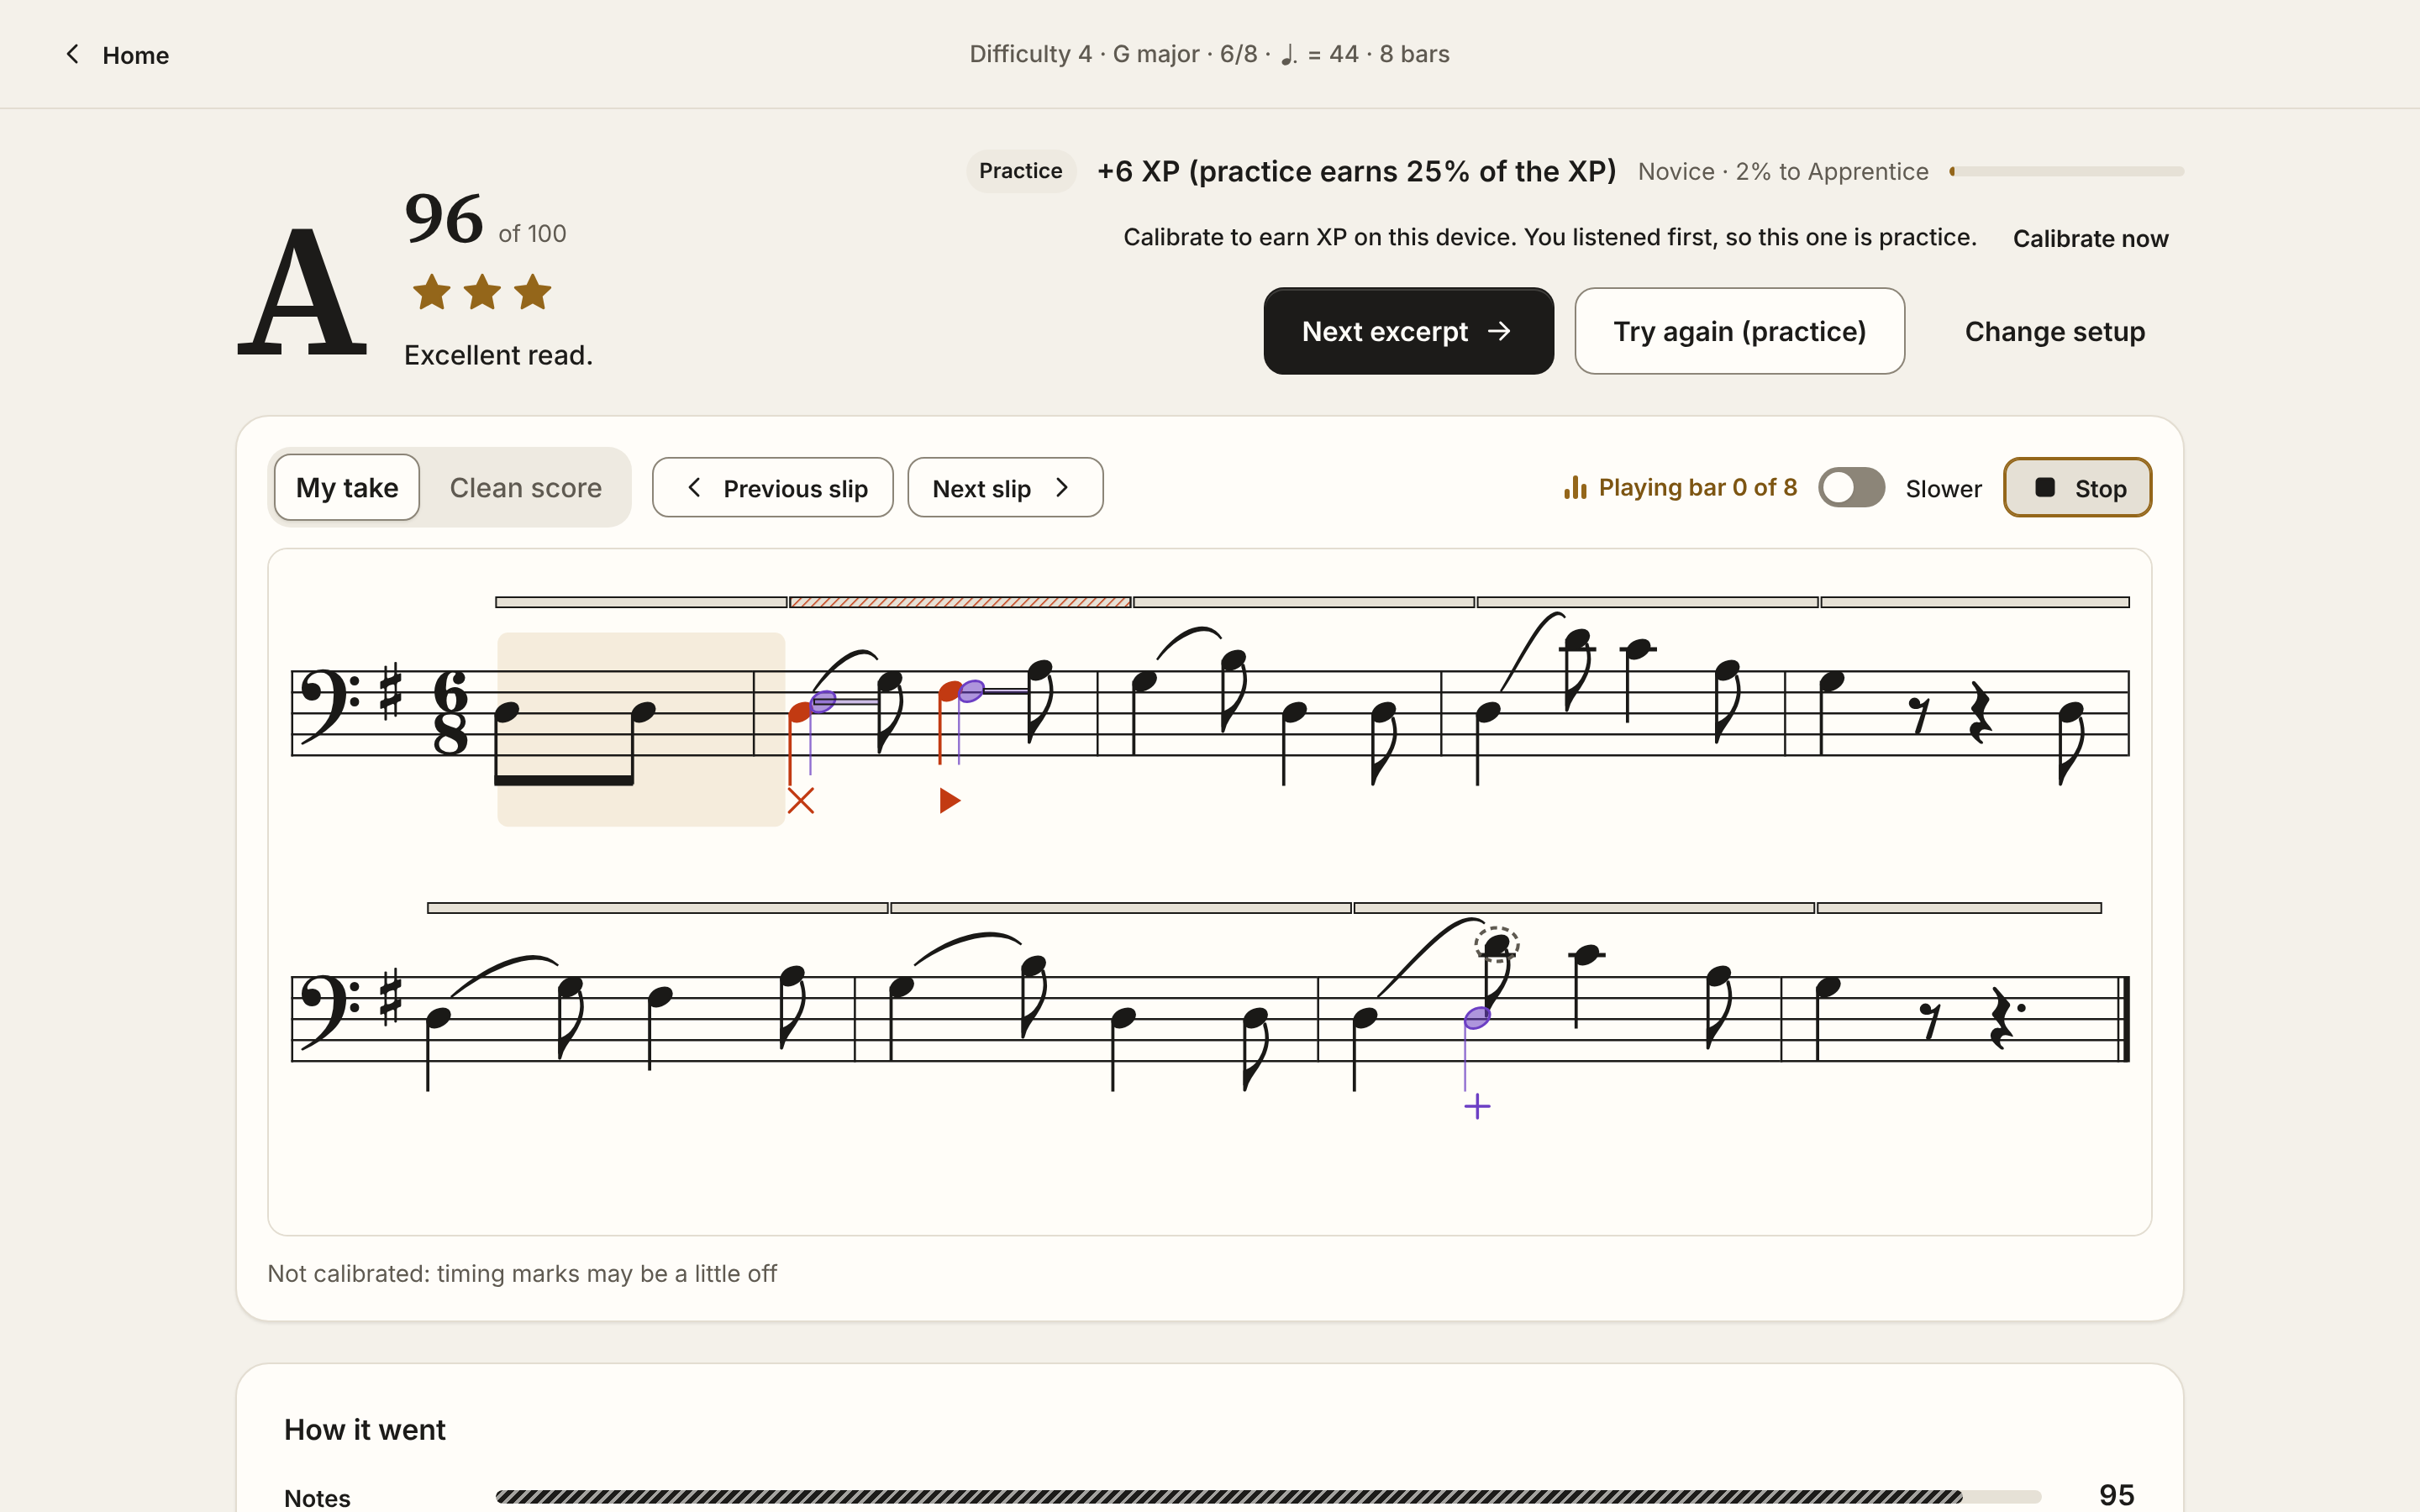 Home
Difficulty 4 · G major · 6/8 · ♩. = 44 · 8 bars
Practice +6 XP (practice earns 25% of the XP) Novice · 2% to Apprentice
A
96 of 100
Calibrate to earn XP on this device. You listened first, so this one is practice. Calibrate now
Excellent read.
Next excerpt → Try again (practice) Change setup
My take Clean score Previous slip Next slip Playing bar 0 of 8 Slower Stop
6
8
Not calibrated: timing marks may be a little off
How it went
Notes 95